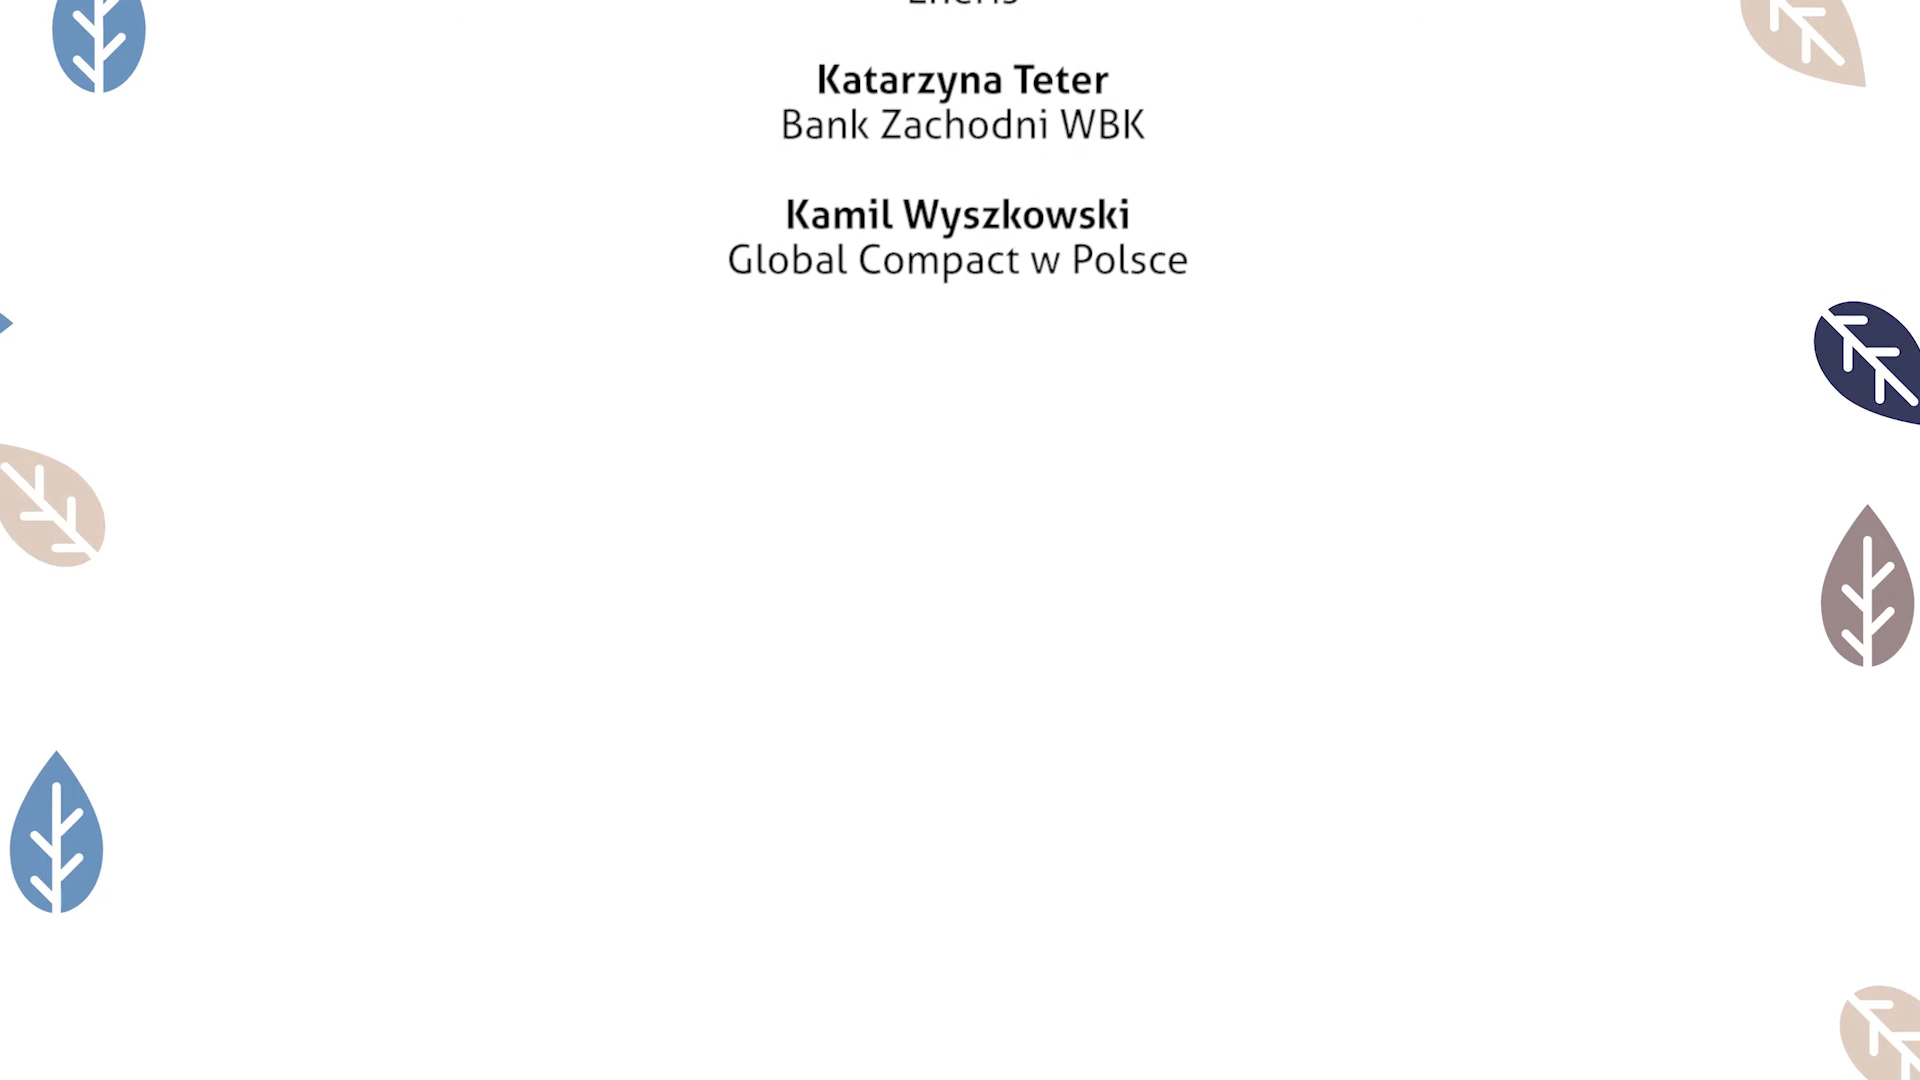 Katarzyna Teter
Bank Zachodni WBK
Kamil Wyszkowski
Global Compact w Polsce